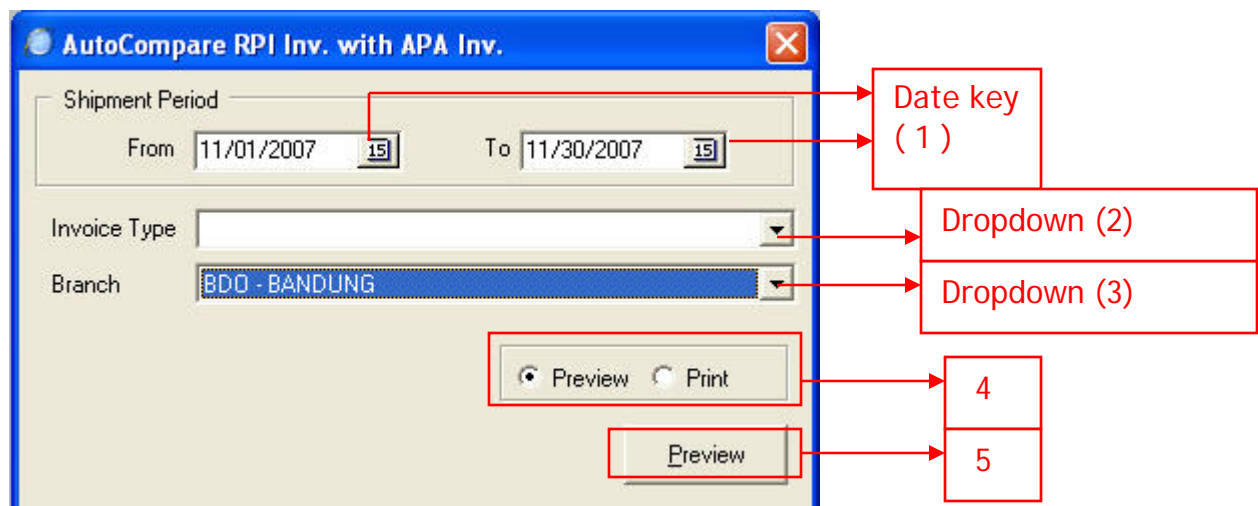 AutoCompare RPI Inv. with APA Inv.
Shipment Period
From 11/01/2007 15 To 11/30/2007 15
Date key
( 1 )
Invoice Type
Dropdown (2)
Branch BDO - BANDUNG
Dropdown (3)
Preview Print
4
Preview
5